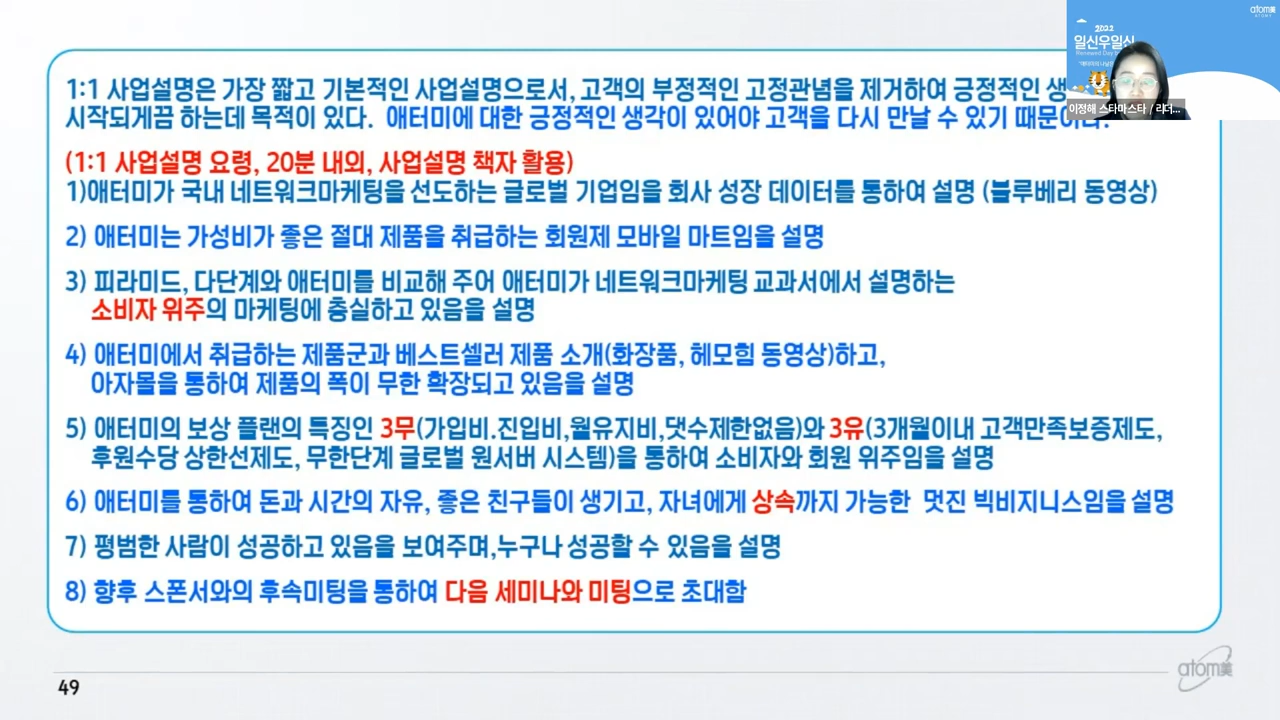 atom美
ATOMY
2022
일신우일신
Renewed Day
1:1 사업설명은 가장 짧고 기본적인 사업설명으로서, 고객의 부정적인 고정관념을 제거하여 긍정적인
시작되게끔 하는데 목적이 있다. 애터미에 대한 긍정적인 생각이 있어야 고객을 다시 만날 수 있기
이정해 스타마스타 / 리더...
(1:1 사업설명 요령, 20분 내외, 사업설명 책자 활용)
1)애터미가 국내 네트워크마케팅을 선도하는 글로벌 기업임을 회사 성장 데이터를 통하여 설명 (블루베리 동영상)
2) 애터미는 가성비가 좋은 절대 제품을 취급하는 회원제 모바일 마트임을 설명
3) 피라미드, 다단계와 애터미를 비교해 주어 애터미가 네트워크마케팅 교과서에서 설명하는
소비자 위주의 마케팅에 충실하고 있음을 설명
4) 애터미에서 취급하는 제품군과 베스트셀러 제품 소개(화장품, 헤모힘 동영상)하고,
아자몰을 통하여 제품의 폭이 무한 확장되고 있음을 설명
5) 애터미의 보상 플랜의 특징인 3무(가입비.진입비,월유지비,댓수제한없음)와 3유(3개월이내 고객만족보증제도,
후원수당 상한선제도, 무한단계 글로벌 원서버 시스템)을 통하여 소비자와 회원 위주임을 설명
6) 애터미를 통하여 돈과 시간의 자유, 좋은 친구들이 생기고, 자녀에게 상속까지 가능한 멋진 빅비지니스임을 설명
7) 평범한 사람이 성공하고 있음을 보여주며,누구나 성공할 수 있음을 설명
8) 향후 스폰서와의 후속미팅을 통하여 다음 세미나와 미팅으로 초대함
49
atom美